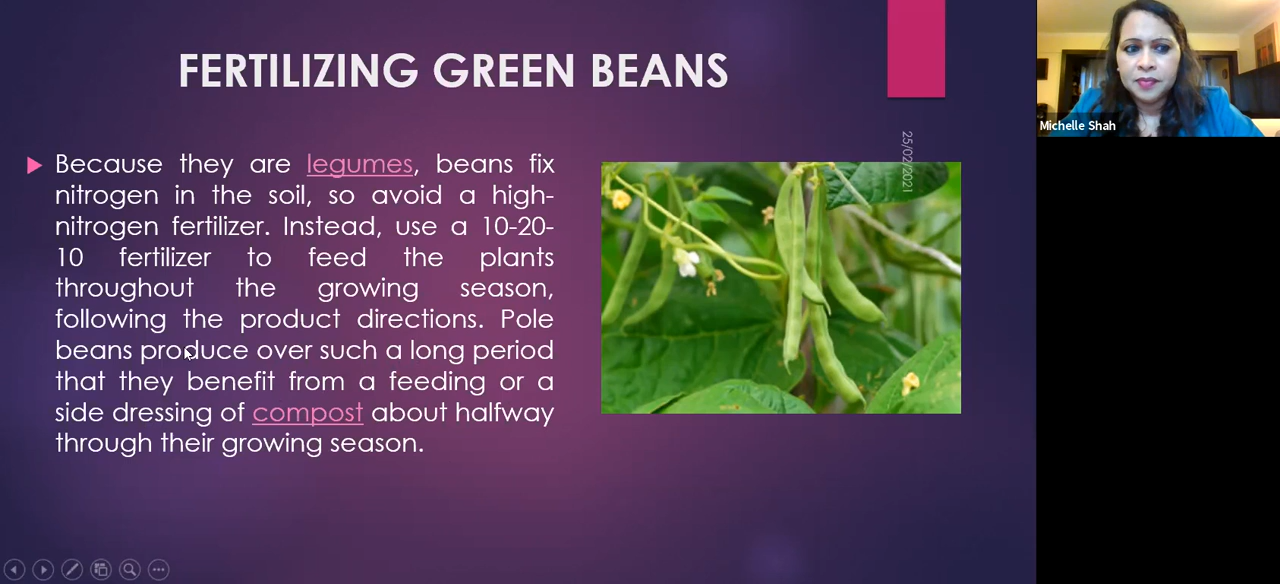 FERTILIZING GREEN BEANS
Because they are legumes, beans fix
nitrogen in the soil, so avoid a high-
nitrogen fertilizer. Instead, use a 10-20-
10 fertilizer to feed the plants
throughout the growing season,
following the product directions. Pole
beans produce over such a long period
that they benefit from a feeding or a
side dressing of compost about halfway
through their growing season.
25/02/2021
Michelle Shah